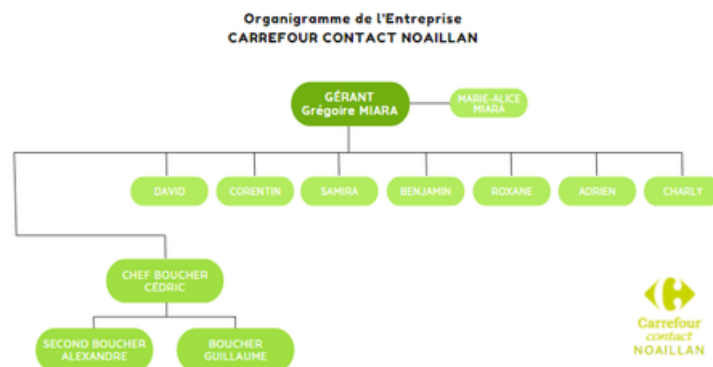 Organigramme de l'Entreprise
CARREFOUR CONTACT NOAILLAN
GÉRANT
Grégoire MIARA
MARIE-ALICE
MIARA
DAVID
CORENTIN
SAMIRA
BENJAMIN
ROXANE
ADRIEN
CHARLY
CHEF BOUCHER
CÉDRIC
SECOND BOUCHER
ALEXANDRE
BOUCHER
GUILLAUME
Carrefour
contact
NOAILLAN